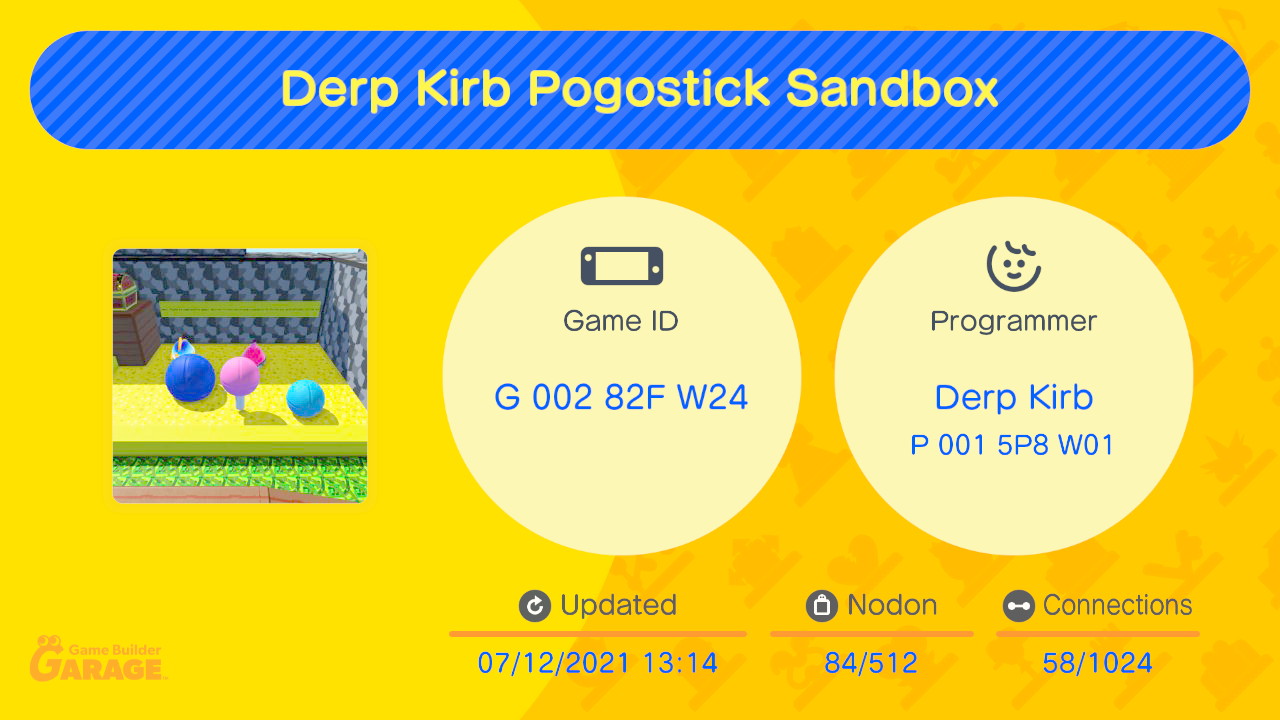 Derp Kirb Pogostick Sandbox
Game ID
G 002 82F W24
Programmer
Derp Kirb
P 001 5P8 W01
Updated
07/12/2021 13:14
Nodon
84/512
Connections
58/1024
Game Builder
GARAGE™